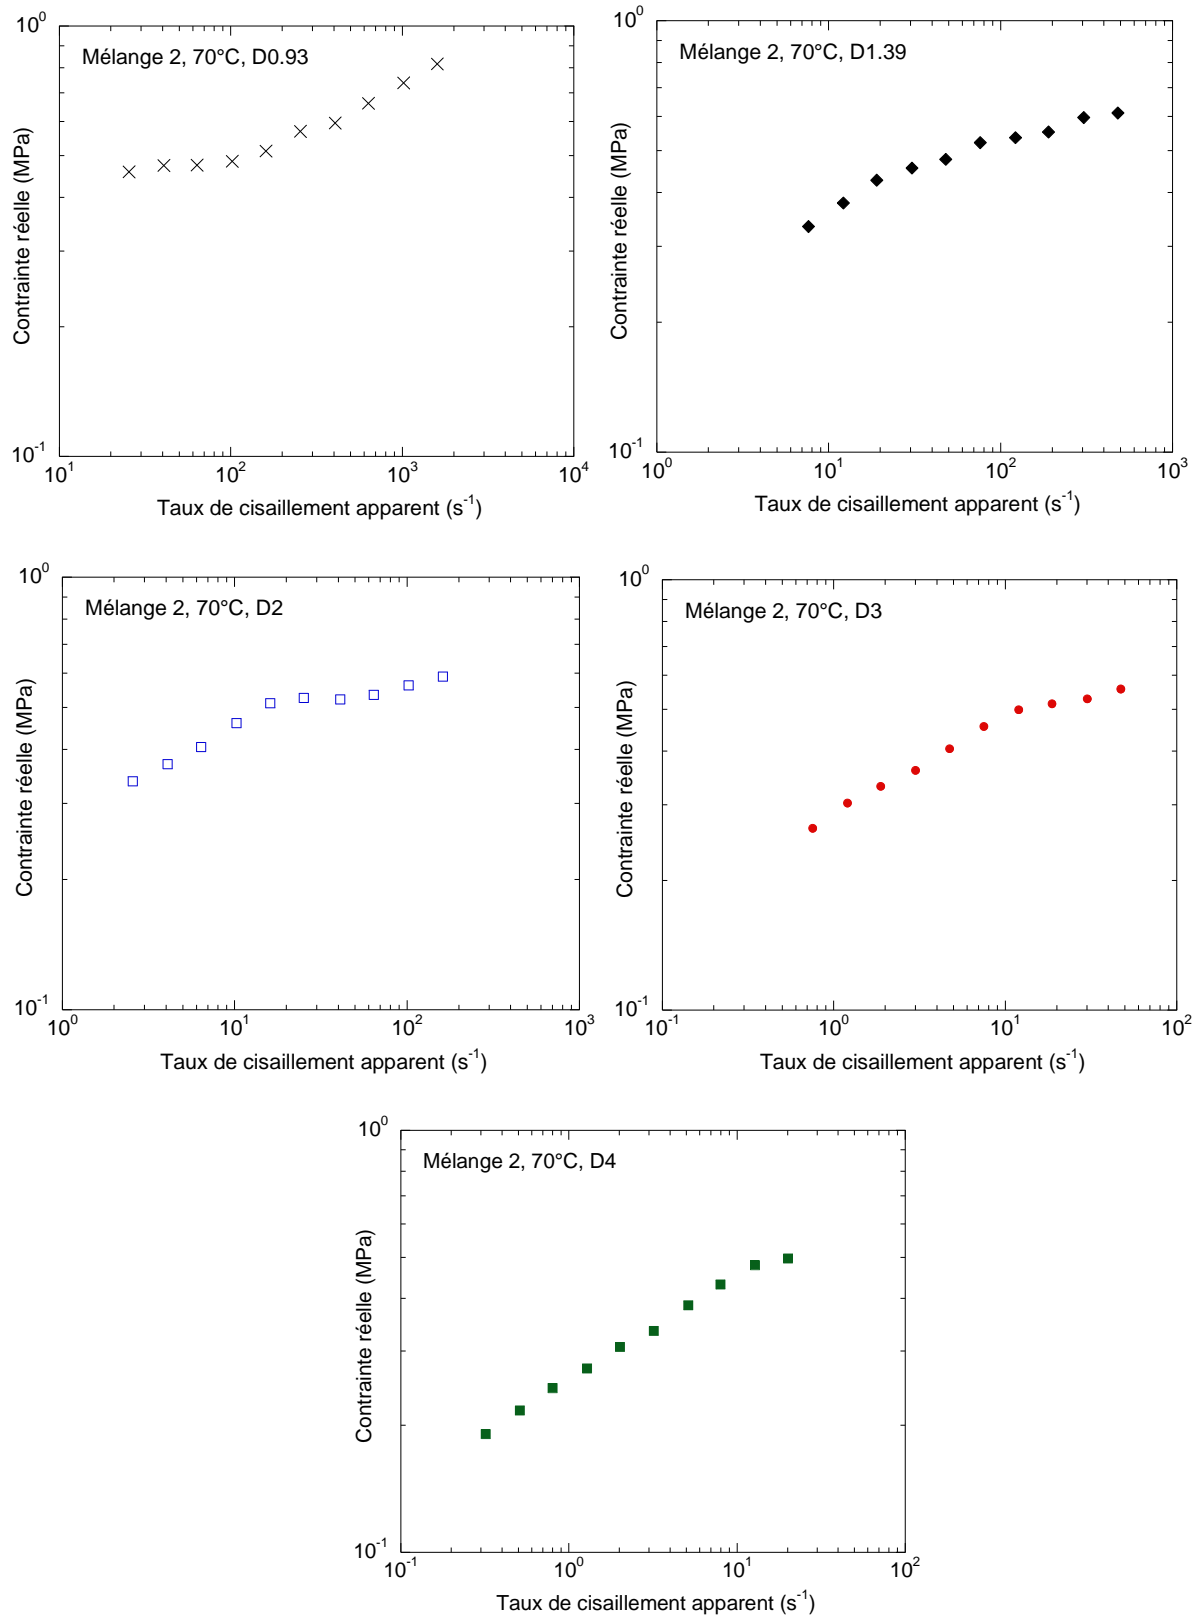 Mélange 2, 70°C, D0.93
Contrainte réelle (MPa)
10⁰
10⁻¹
10¹
10²
10³
10⁴
Taux de cisaillement apparent (s⁻¹)
Mélange 2, 70°C, D1.39
Contrainte réelle (MPa)
10⁰
10⁻¹
10⁰
10¹
10²
10³
Taux de cisaillement apparent (s⁻¹)
Mélange 2, 70°C, D2
Contrainte réelle (MPa)
10⁰
10⁻¹
10⁰
10¹
10²
10³
Taux de cisaillement apparent (s⁻¹)
Mélange 2, 70°C, D3
Contrainte réelle (MPa)
10⁰
10⁻¹
10⁻¹
10⁰
10¹
10²
Taux de cisaillement apparent (s⁻¹)
Mélange 2, 70°C, D4
Contrainte réelle (MPa)
10⁰
10⁻¹
10⁻¹
10⁰
10¹
10²
Taux de cisaillement apparent (s⁻¹)